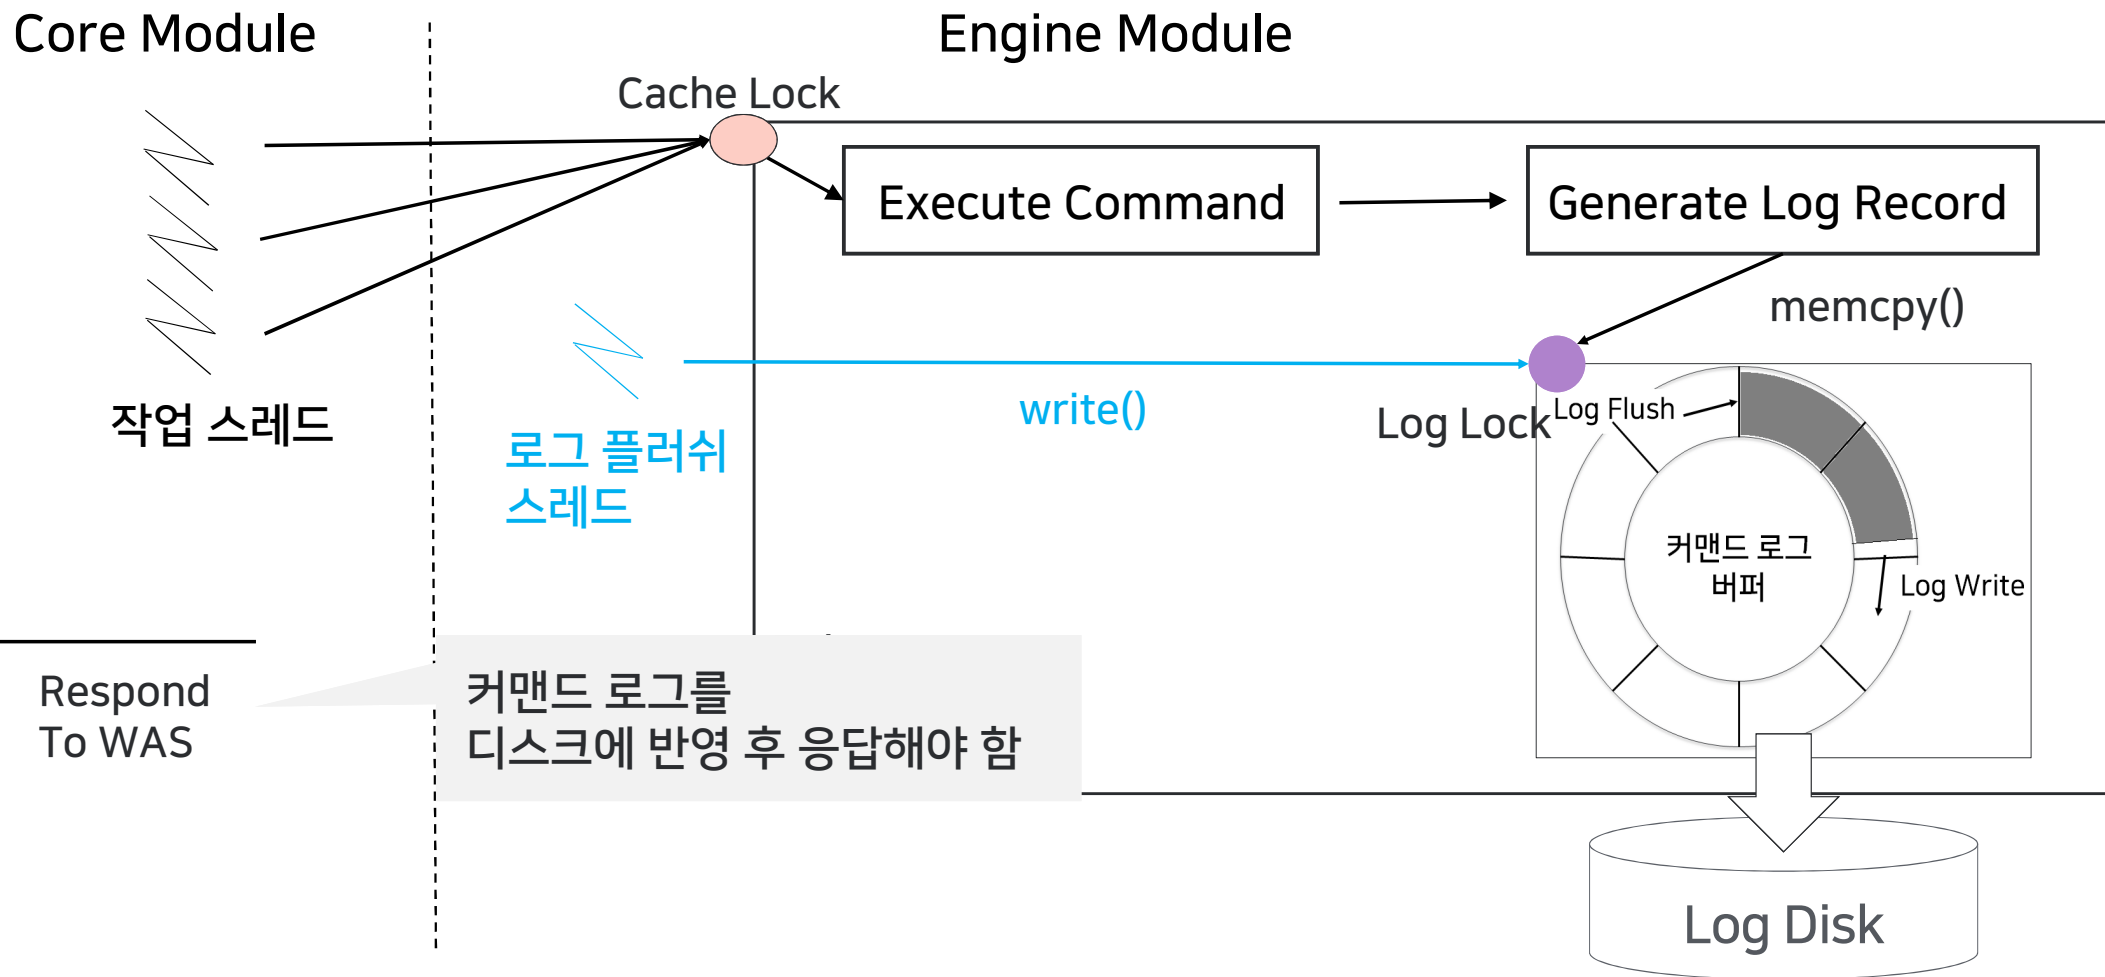 Core Module
Engine Module
Cache Lock
Execute Command
Generate Log Record
memcpy()
작업 스레드
write()
로그 플러쉬
스레드
Log Lock
Log Flush
커맨드 로그
버퍼
Log Write
Respond
To WAS
커맨드 로그를
디스크에 반영 후 응답해야 함
Log Disk